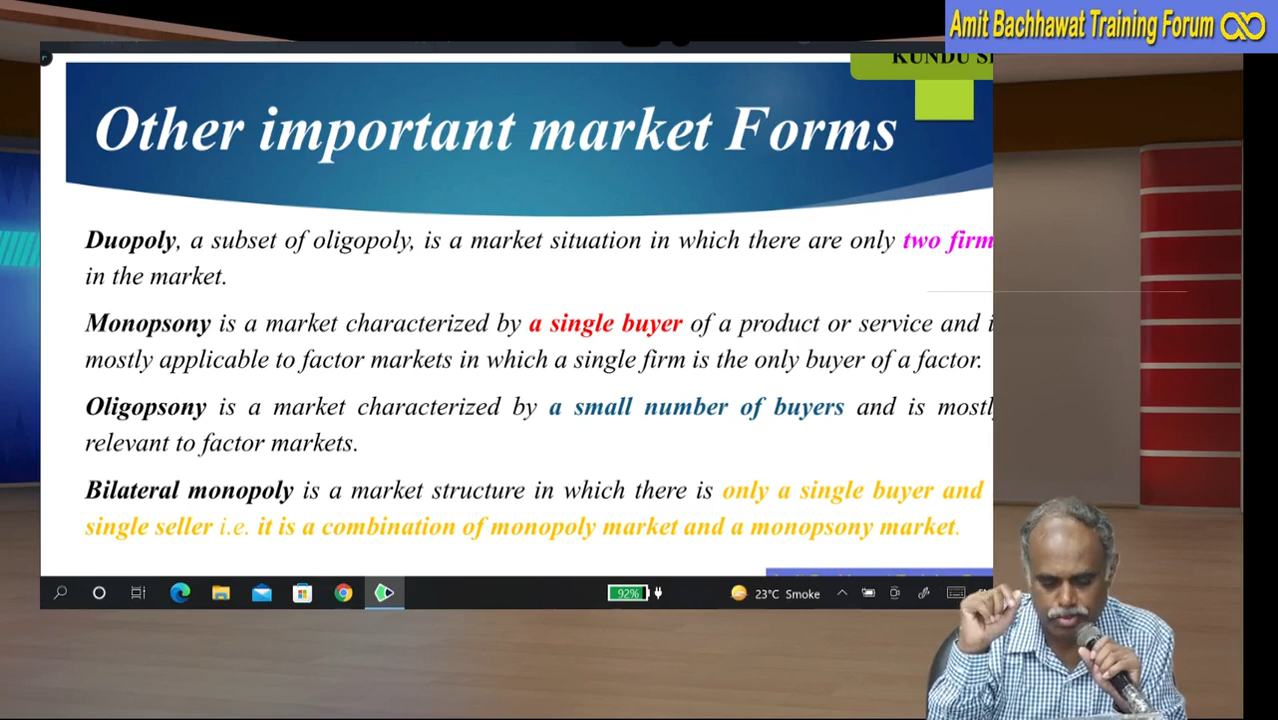 Amit Bachhawat Training Forum
KUNDU
Other important market Forms
Duopoly, a subset of oligopoly, is a market situation in which there are only two firm
in the market.
Monopsony is a market characterized by a single buyer of a product or service and
mostly applicable to factor markets in which a single firm is the only buyer of a factor.
Oligopsony is a market characterized by a small number of buyers and is mostl
relevant to factor markets.
Bilateral monopoly is a market structure in which there is only a single buyer and
single seller i.e. it is a combination of monopoly market and a monopsony market.
92%
23°C Smoke